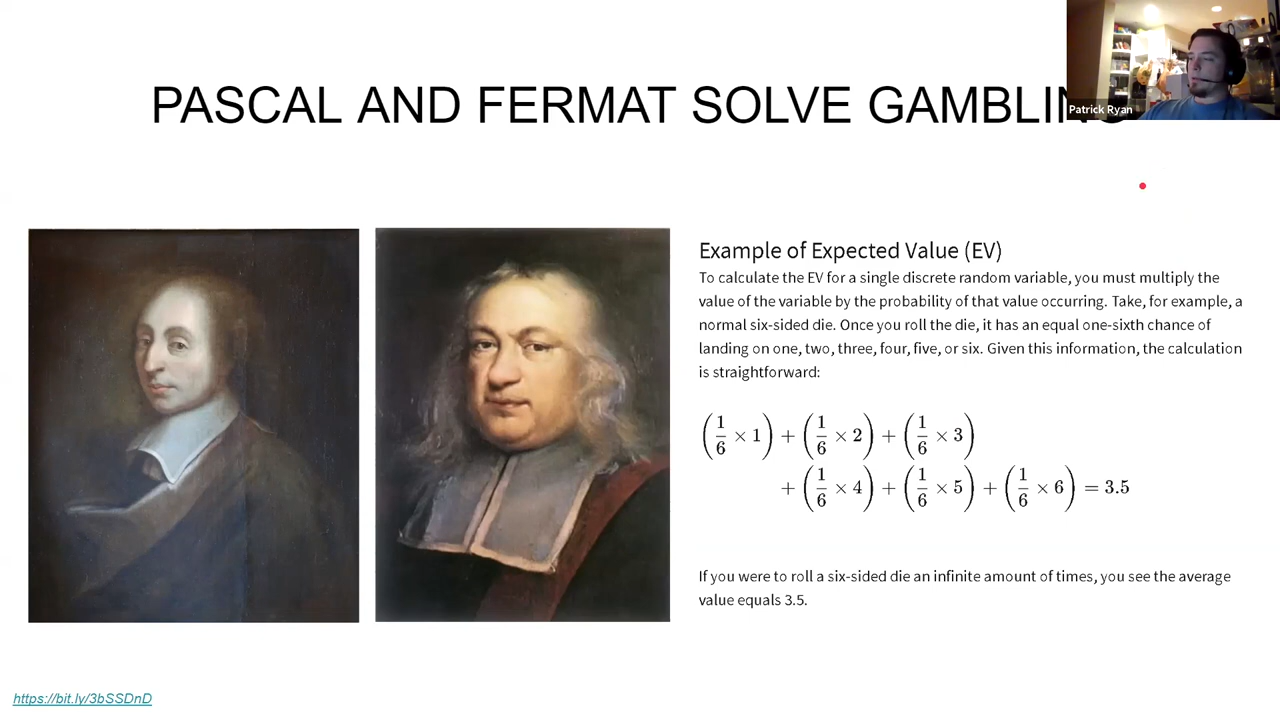 PASCAL AND FERMAT SOLVE GAMBLING
Patrick Ryan
Example of Expected Value (EV)
To calculate the EV for a single discrete random variable, you must multiply the
value of the variable by the probability of that value occurring. Take, for example, a
normal six-sided die. Once you roll the die, it has an equal one-sixth chance of
landing on one, two, three, four, five, or six. Given this information, the calculation
is straightforward:
(1/6 × 1) + (1/6 × 2) + (1/6 × 3)
+ (1/6 × 4) + (1/6 × 5) + (1/6 × 6) = 3.5
If you were to roll a six-sided die an infinite amount of times, you see the average
value equals 3.5.
https://bit.ly/3bSSDnD